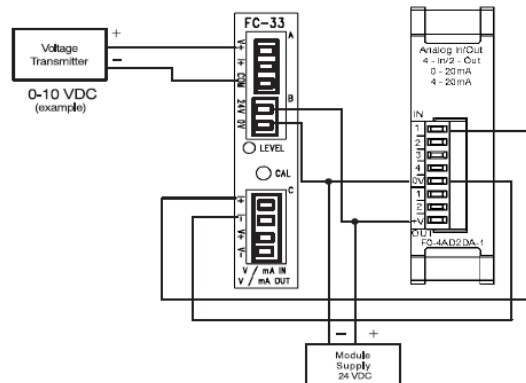 Voltage
Transmitter
+
−
0-10 VDC
(example)
FC-33
A
V+
I+
COM
B
24V
0V
LEVEL
CAL
C
I+
I-
V+
V-
V / mA IN
V / mA OUT
Analog In/Out
4 - In/2 - Out
0 - 20mA
4 - 20mA
IN
1
2
3
4
0V
1
2
+V
OUT
F0-4AD2DA-1
− +
Module
Supply
24 VDC